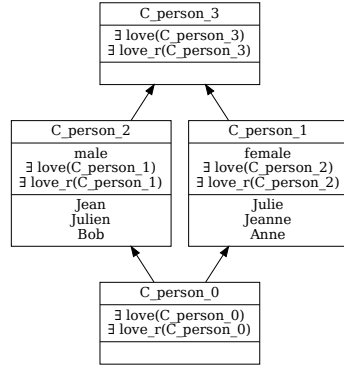 C_person_3
∃ love(C_person_3)
∃ love_r(C_person_3)
C_person_2
male
∃ love(C_person_1)
∃ love_r(C_person_1)
Jean
Julien
Bob
C_person_1
female
∃ love(C_person_2)
∃ love_r(C_person_2)
Julie
Jeanne
Anne
C_person_0
∃ love(C_person_0)
∃ love_r(C_person_0)